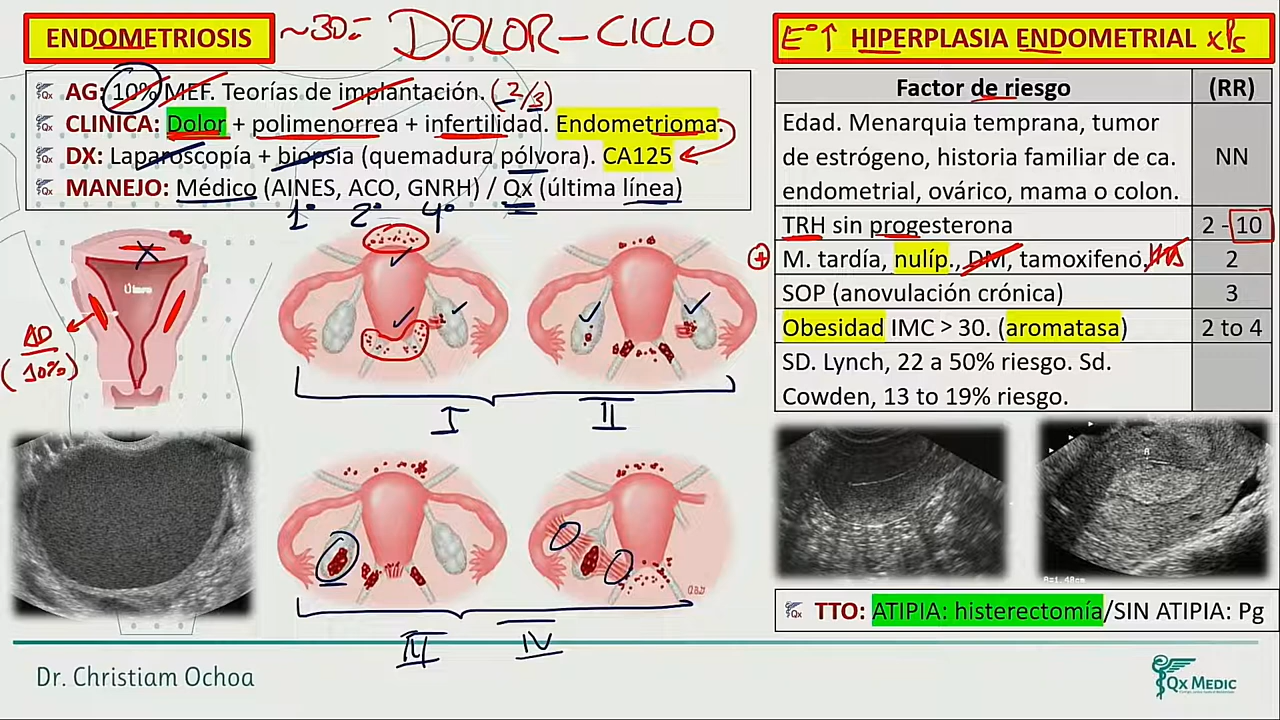 ENDOMETRIOSIS
~30=
DOLOR-CICLO
AG: 10% MEF. Teorías de implantación. (2/3)
CLINICA: Dolor + polimenorrea + infertilidad. Endometrioma.
DX: Laparoscopía + biopsia (quemadura pólvora). CA125
MANEJO: Médico (AINES, ACO, GNRH) / Qx (última línea)
1° 2° 4°
Útero
AD
(10%)
I
II
III
IV
E° ↑ HIPERPLASIA ENDOMETRIAL
Factor de riesgo (RR)
Edad. Menarquia temprana, tumor
de estrógeno, historia familiar de ca. NN
endometrial, ovárico, mama o colon.
TRH sin progesterona 2 - 10
M. tardía, nulíp., DM, tamoxifeno. 2
SOP (anovulación crónica) 3
Obesidad IMC > 30. (aromatasa) 2 to 4
SD. Lynch, 22 a 50% riesgo. Sd.
Cowden, 13 to 19% riesgo.
TTO: ATIPIA: histerectomía/SIN ATIPIA: Pg
Dr. Christiam Ochoa
QX MEDIC